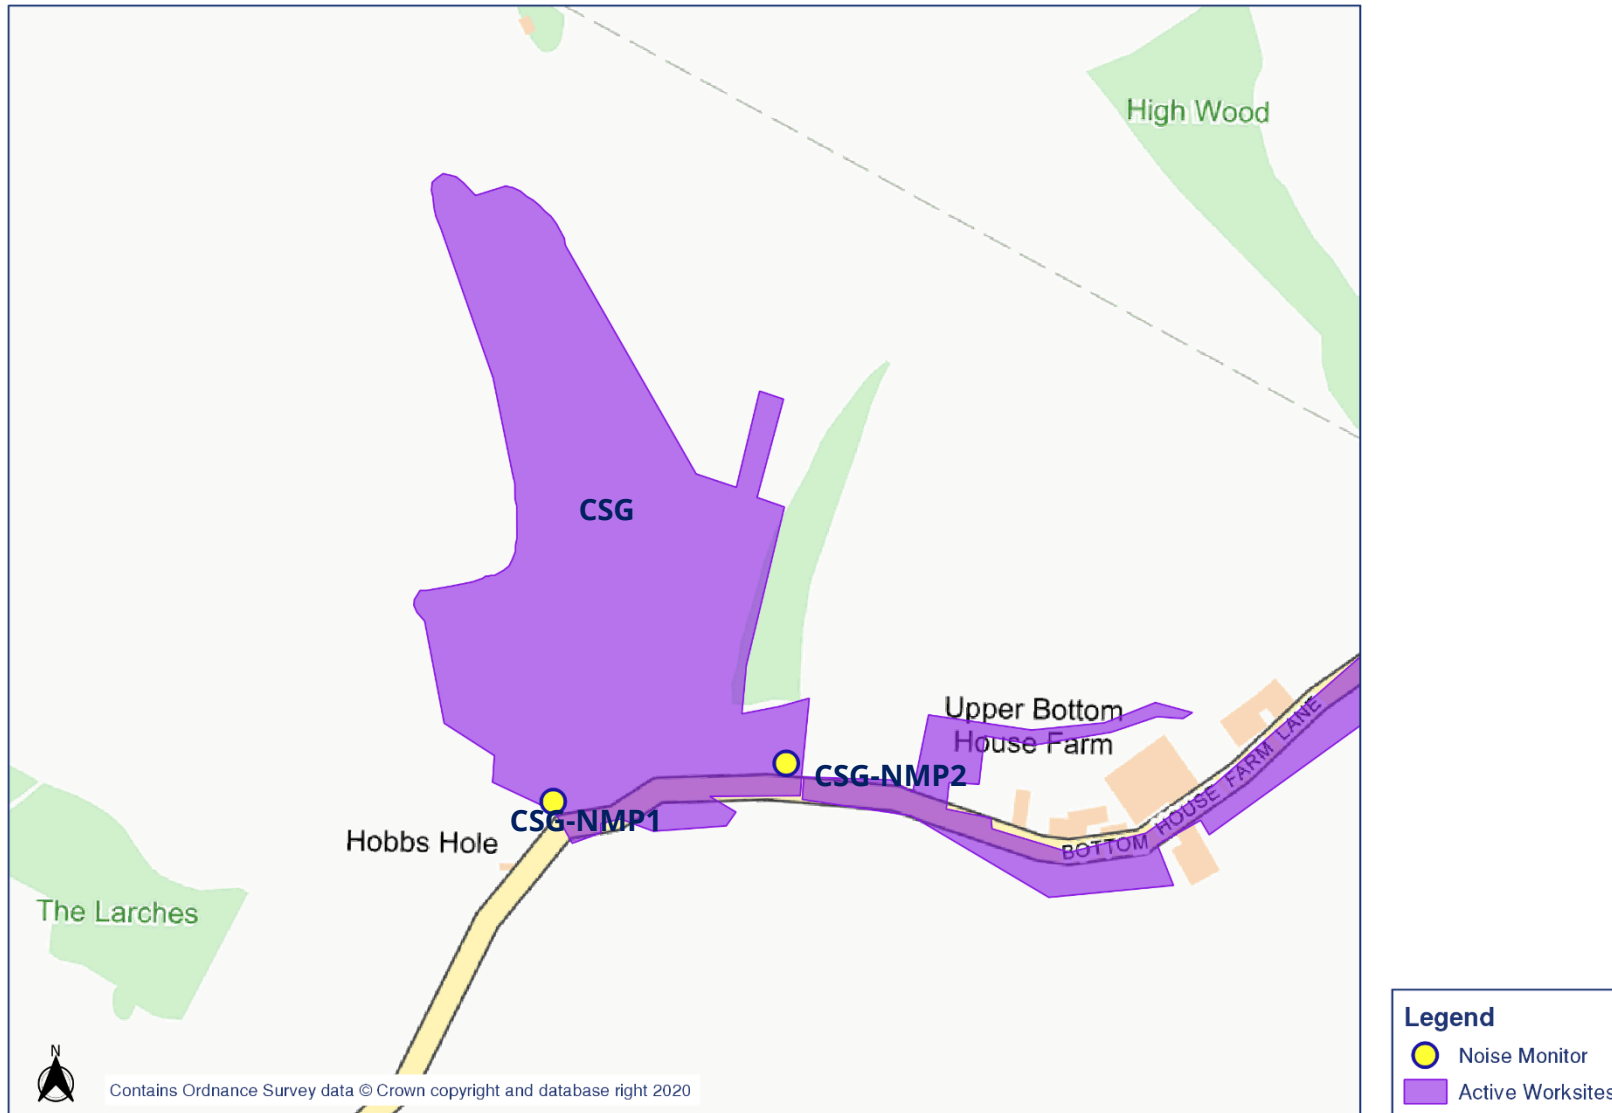 High Wood
CSG
Upper Bottom
House Farm
CSG-NMP2
CSG-NMP1
Hobbs Hole
BOTTOM HOUSE FARM LANE
The Larches
N
Contains Ordnance Survey data © Crown copyright and database right 2020
Legend
Noise Monitor
Active Worksites